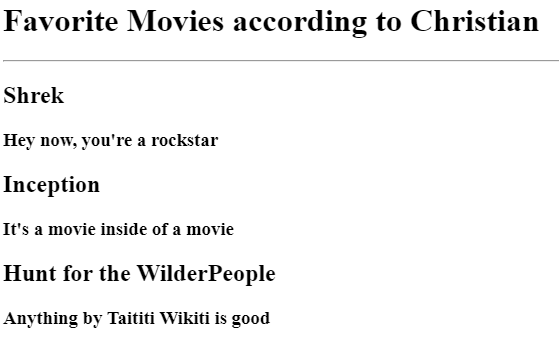 Favorite Movies according to Christian
Shrek
Hey now, you're a rockstar
Inception
It's a movie inside of a movie
Hunt for the WilderPeople
Anything by Taititi Wikiti is good